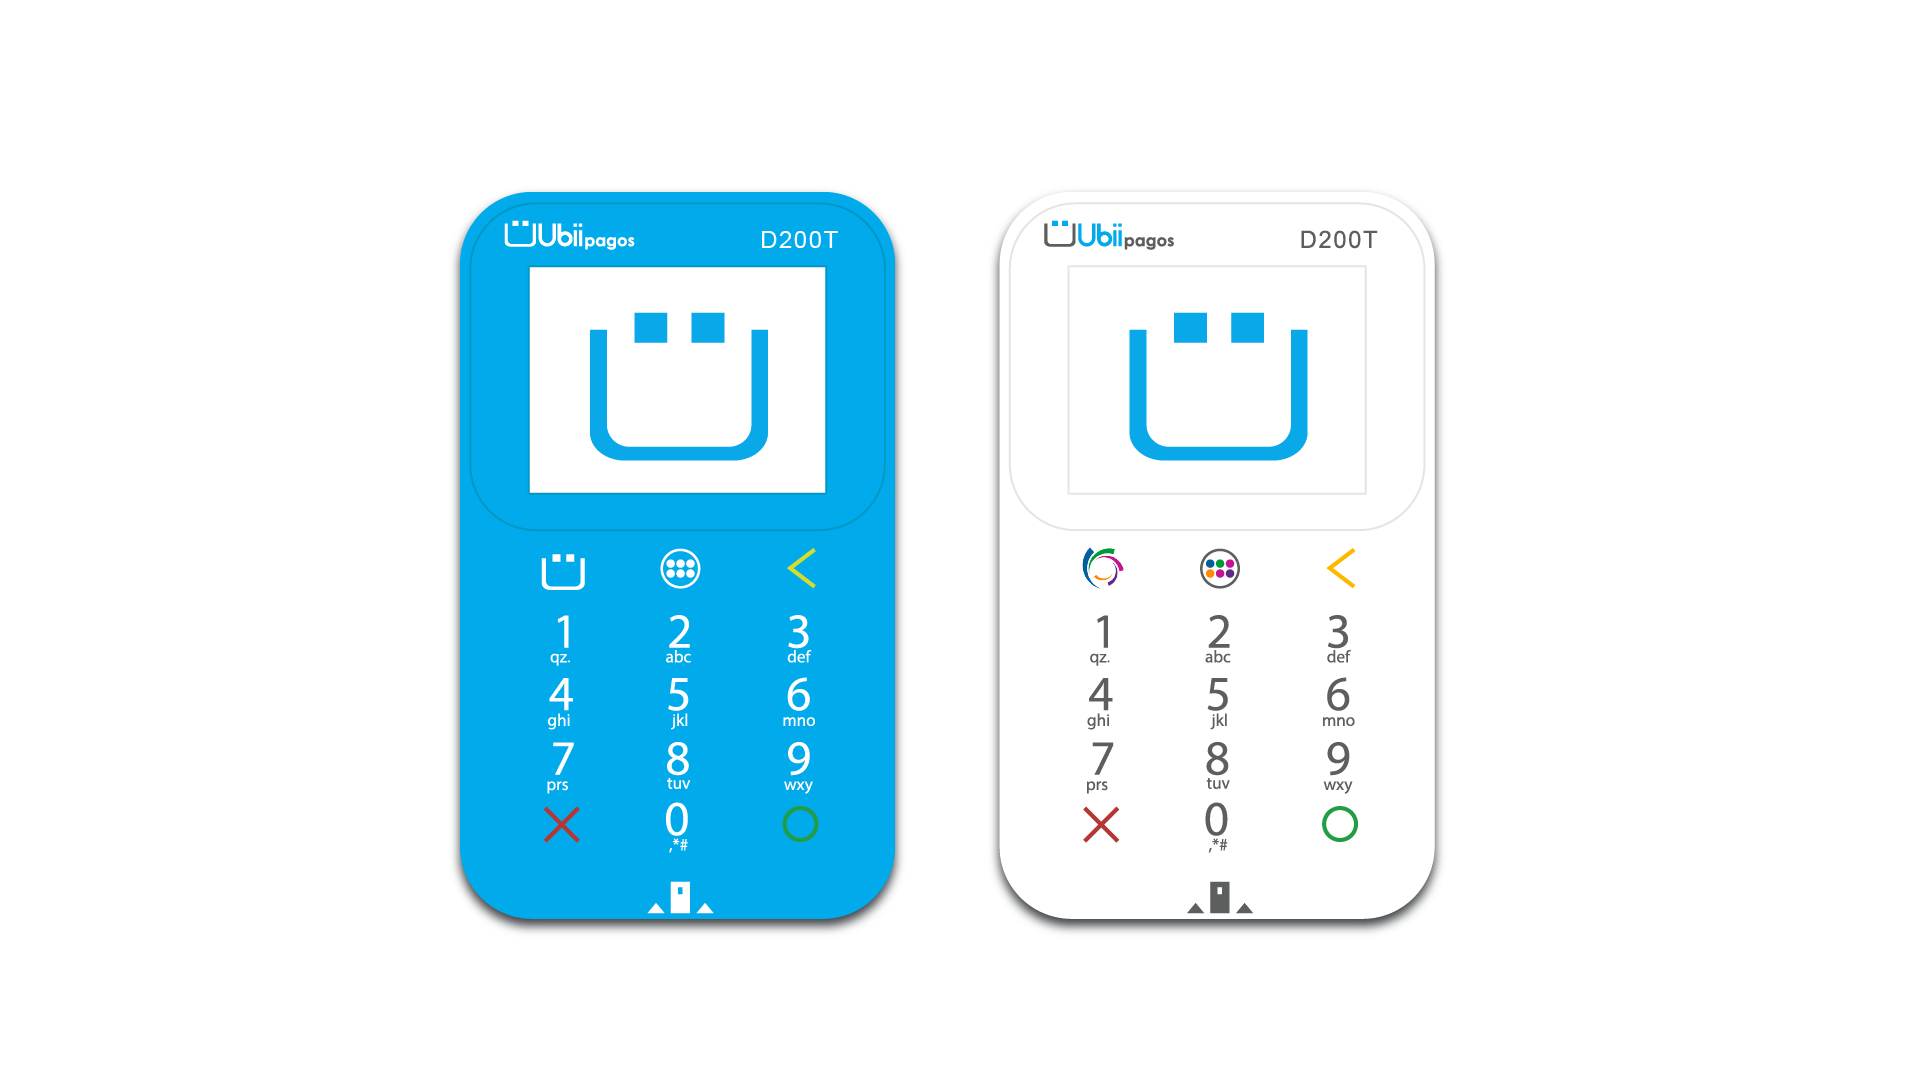 Ubiipagos D200T
1 2 3
qz. abc def
4 5 6
ghi jkl mno
7 8 9
prs tuv wxy
0
,*#
Ubiipagos D200T
1 2 3
qz. abc def
4 5 6
ghi jkl mno
7 8 9
prs tuv wxy
0
,*#